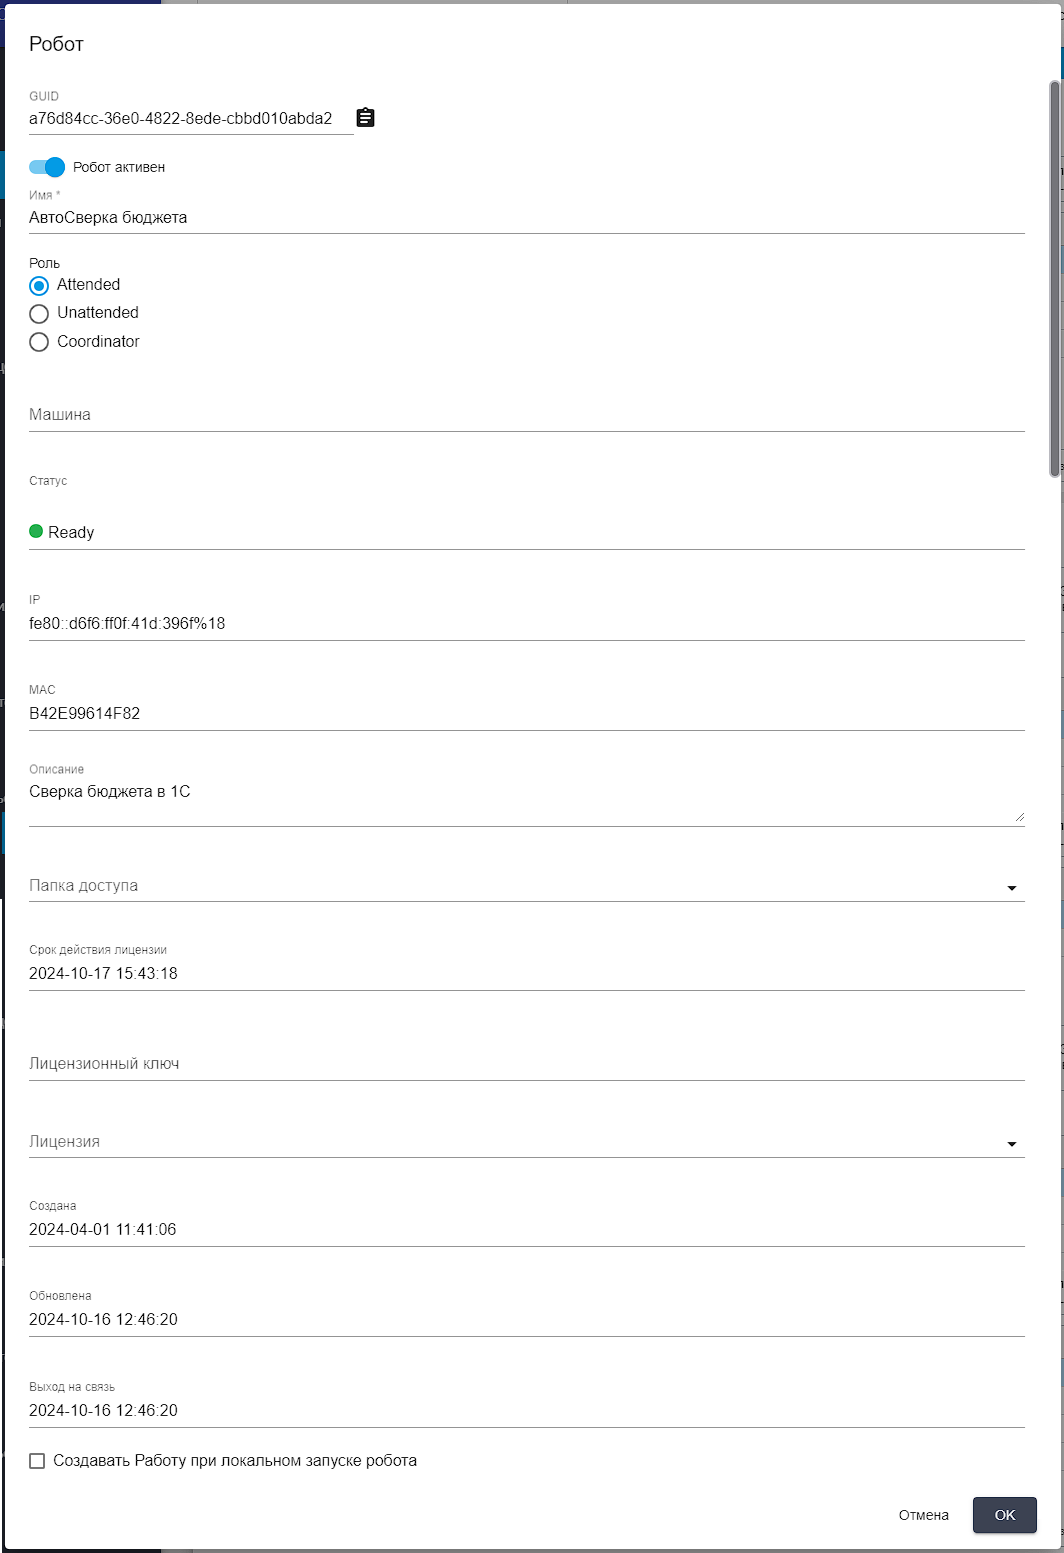 Робот
GUID
a76d84cc-36e0-4822-8ede-cbbd010abda2
Робот активен
Имя *
АвтоСверка бюджета
Роль
Attended
Unattended
Coordinator
Машина
Статус
Ready
IP
fe80::d6f6:ff0f:41d:396f%18
MAC
B42E99614F82
Описание
Сверка бюджета в 1С
Папка доступа
Срок действия лицензии
2024-10-17 15:43:18
Лицензионный ключ
Лицензия
Создана
2024-04-01 11:41:06
Обновлена
2024-10-16 12:46:20
Выход на связь
2024-10-16 12:46:20
Создавать Работу при локальном запуске робота
Отмена
OK